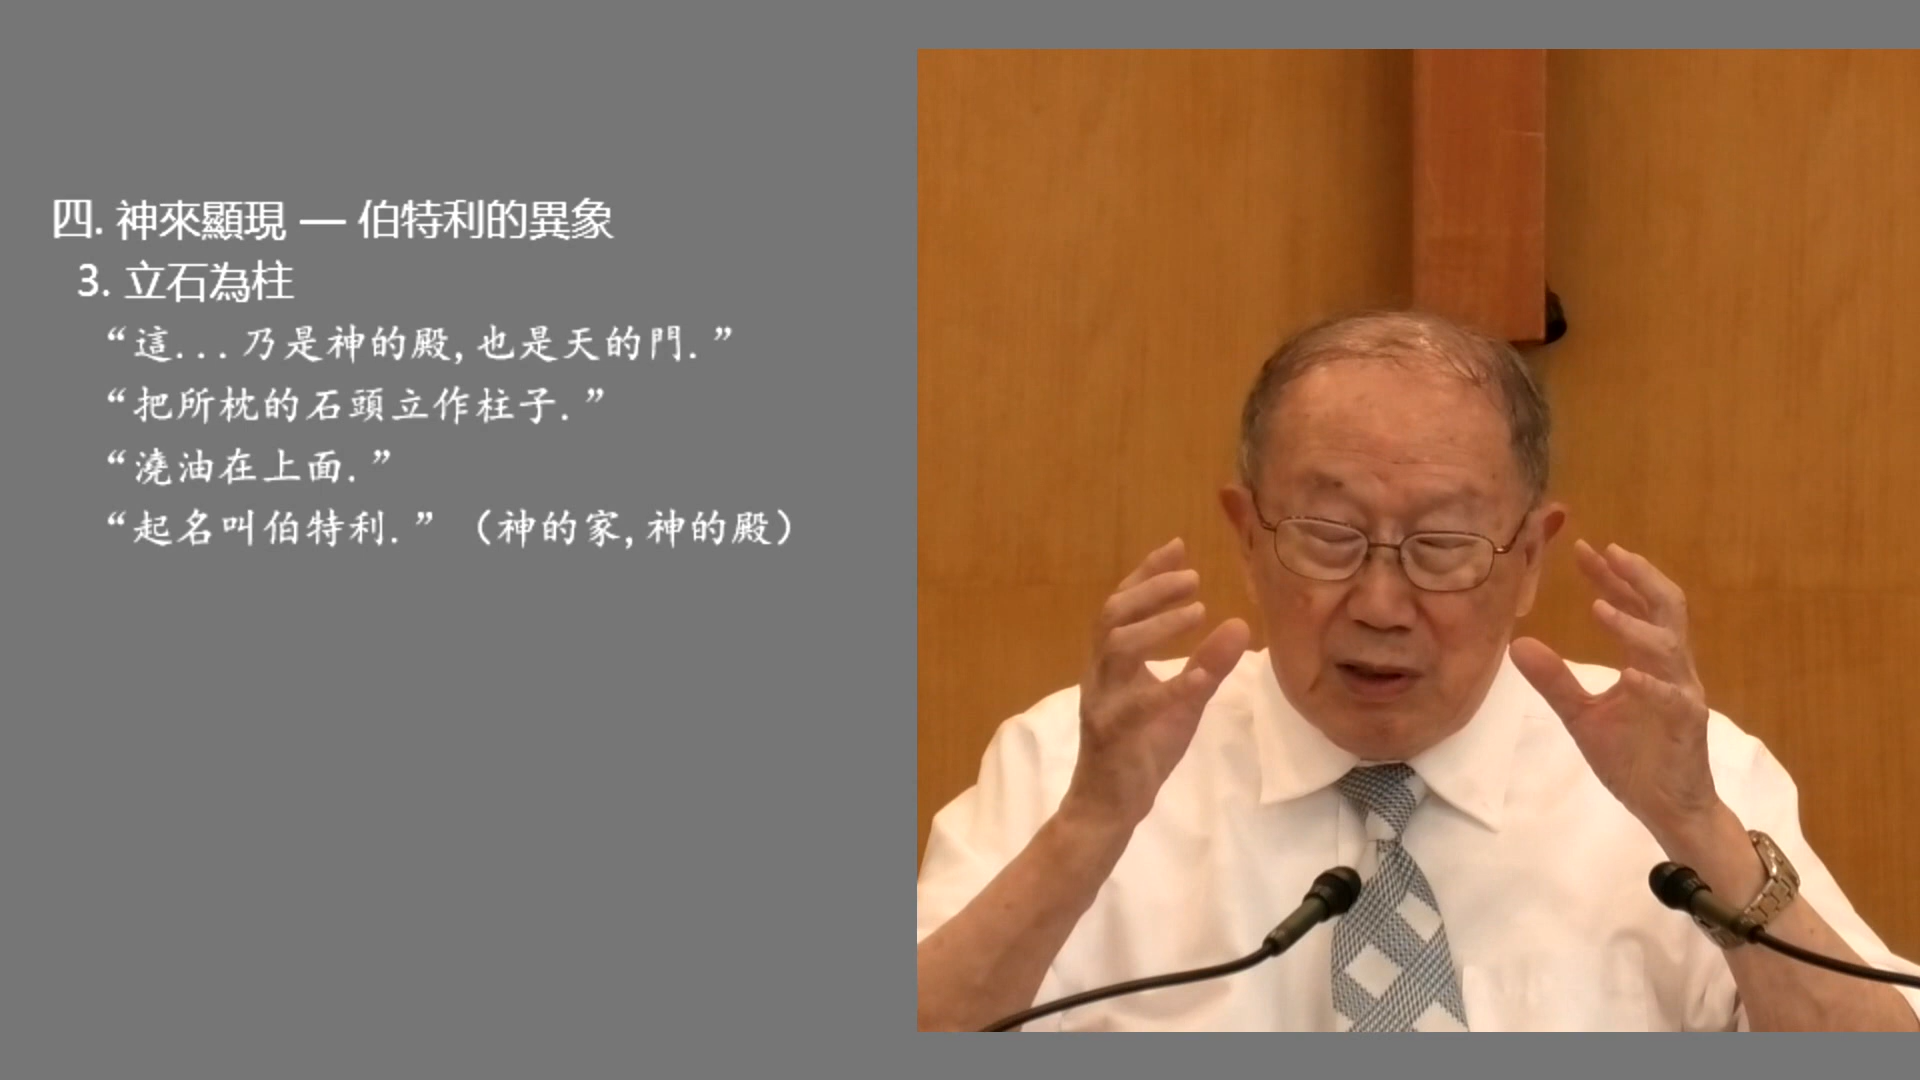 四. 神來顯現 — 伯特利的異象
3. 立石為柱
“這...乃是神的殿,也是天的門.”
“把所枕的石頭立作柱子.”
“澆油在上面.”
“起名叫伯特利.”（神的家,神的殿）